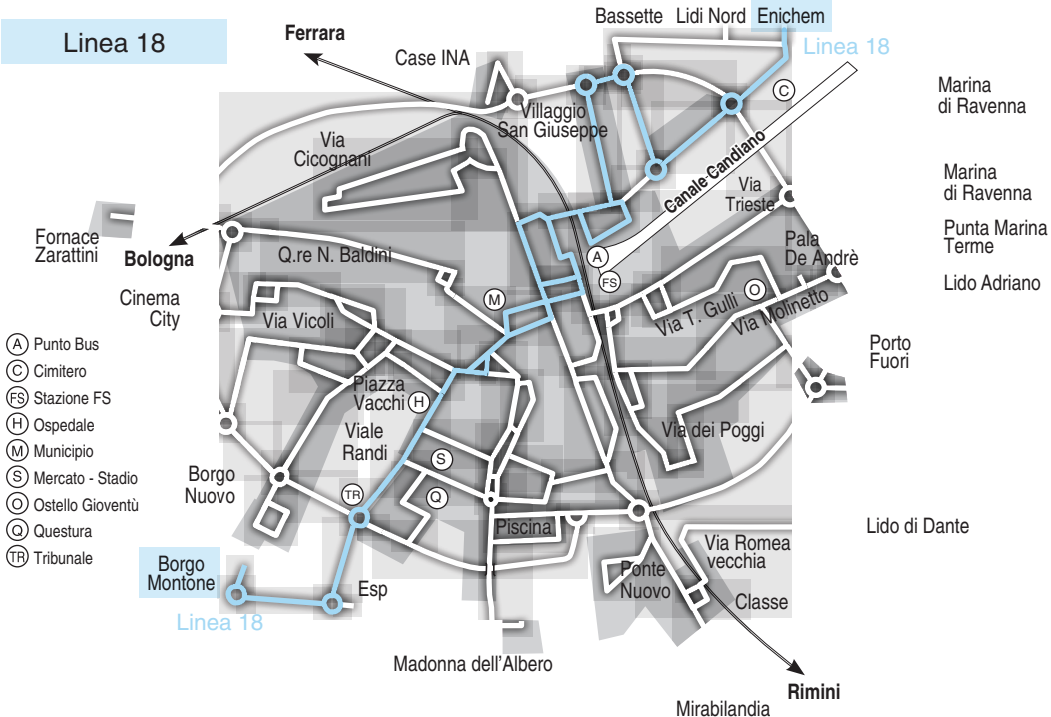 Bassette Lidi Nord Enichem
Linea 18
Ferrara
Linea 18
Case INA
C
Marina
di Ravenna
Villaggio
San Giuseppe
Via
Cicognani
Canale Candiano
Marina
di Ravenna
Via
Trieste
Punta Marina
Terme
Fornace
Zarattini
Bologna
Q.re N. Baldini
A
FS
Pala
De Andrè
Lido Adriano
Cinema
City
M
O
Via Vicoli
Via T. Gulli
Via Molinetto
A Punto Bus
C Cimitero
FS Stazione FS
H Ospedale
M Municipio
S Mercato - Stadio
O Ostello Gioventù
Q Questura
TR Tribunale
Porto
Fuori
Piazza
Vacchi
H
Viale
Randi
Via dei Poggi
S
Borgo
Nuovo
TR
Q
Piscina
Lido di Dante
Via Romea
vecchia
Borgo
Montone
Ponte
Nuovo
Esp
Classe
Linea 18
Madonna dell'Albero
Rimini
Mirabilandia